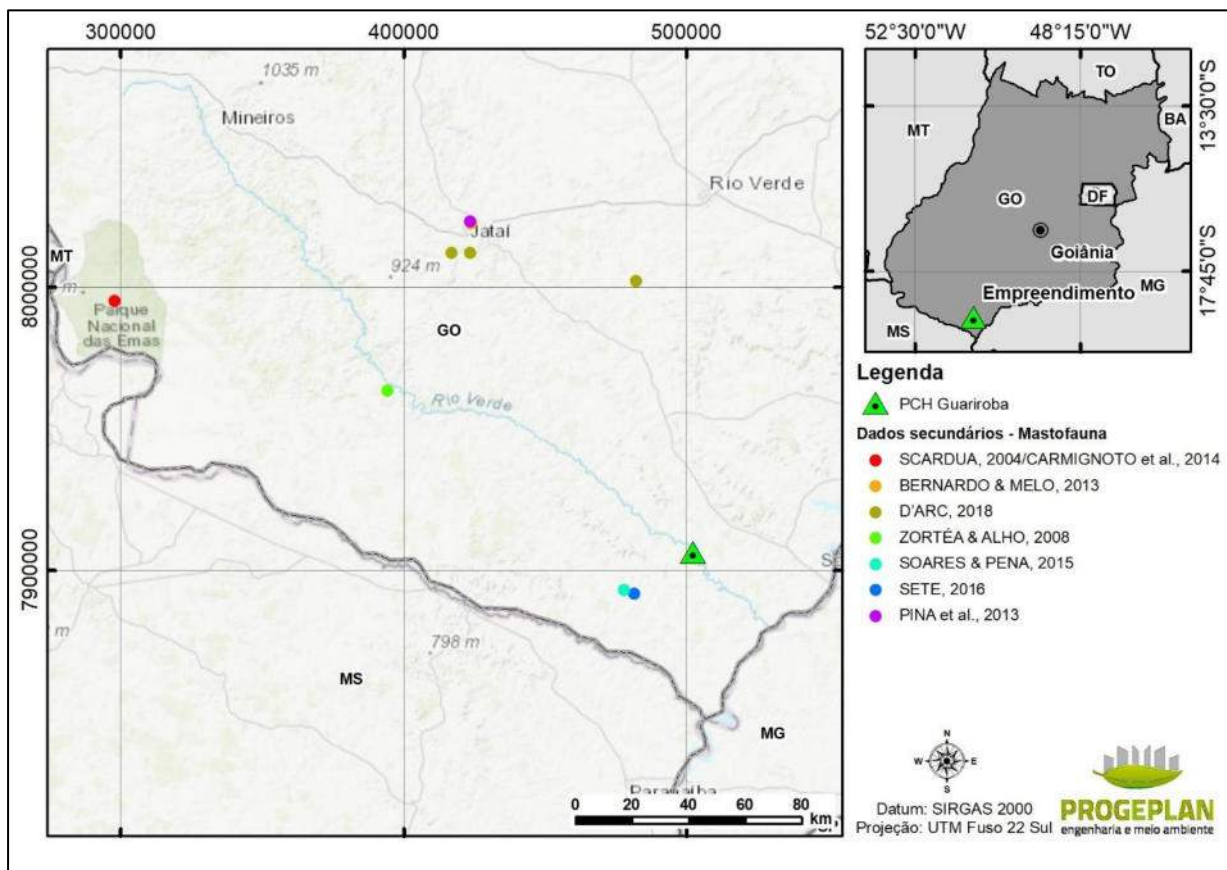 300000
400000
500000
1035 m
Mineiros
Rio Verde
Jataí
924 m
MT
8000000
Parque
Nacional
das Emas
GO
Rio Verde
7900000
798 m
MS
MG
0 20 40 60 80
km
52°30'0"W
48°15'0"W
TO
BA
MT
13°30'0"S
DF
GO
Goiânia
17°45'0"S
MG
Empreendimento
MS
Legenda
PCH Guariroba
Dados secundários - Mastofauna
SCARDUA, 2004/CARMIGNOTO et al., 2014
BERNARDO & MELO, 2013
D'ARC, 2018
ZORTÉA & ALHO, 2008
SOARES & PENA, 2015
SETE, 2016
PINA et al., 2013
N
W E
S
Datum: SIRGAS 2000
Projeção: UTM Fuso 22 Sul
PROGEPLAN
engenharia e meio ambiente